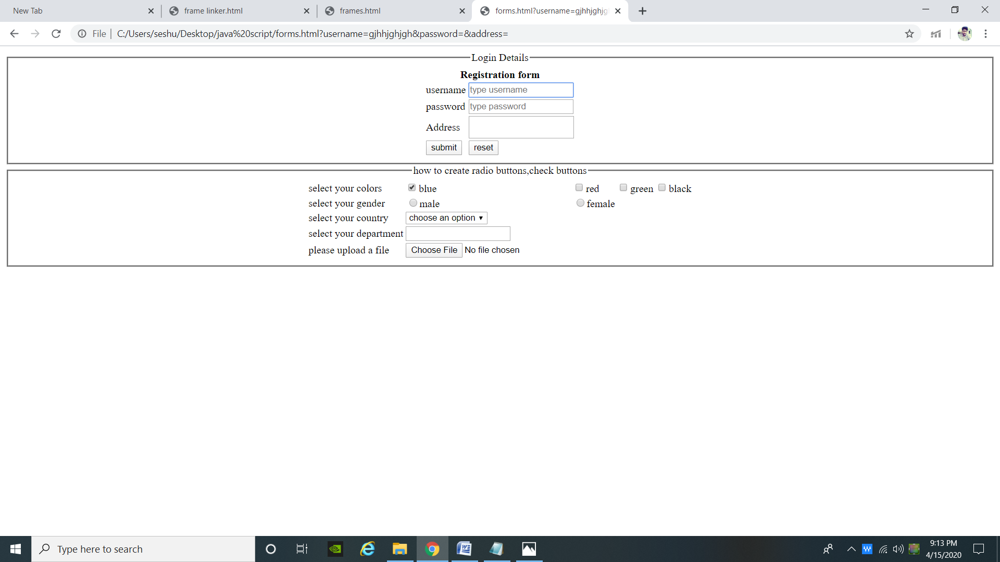 New Tab
frame linker.html
frames.html
forms.html?username=gjhhjghjg
File
C:/Users/seshu/Desktop/java%20script/forms.html?username=gjhhjghjgh&password=&address=
Login Details
Registration form
username type username
password type password
Address
submit reset
how to create radio buttons,check buttons
select your colors blue red green black
select your gender male female
select your country choose an option
select your department
please upload a file Choose File No file chosen
Type here to search
9:13 PM
4/15/2020